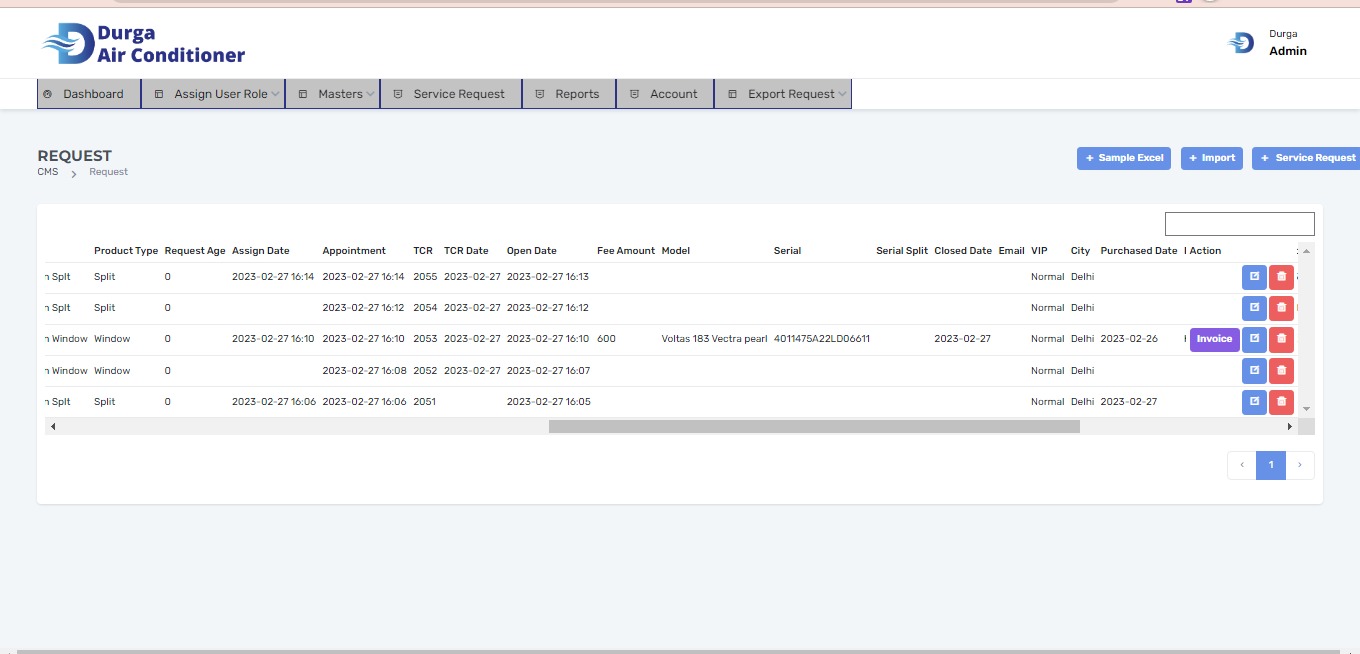 Durga
Air Conditioner
Durga
Admin
Dashboard Assign User Role Masters Service Request Reports Account Export Request
REQUEST
CMS Request
+ Sample Excel + Import + Service Request
Product Type Request Age Assign Date Appointment TCR TCR Date Open Date Fee Amount Model Serial Serial Split Closed Date Email VIP City Purchased Date Action
Splt Split 0 2023-02-27 16:14 2023-02-27 16:14 2055 2023-02-27 2023-02-27 16:13 Normal Delhi
Splt Split 0 2023-02-27 16:12 2054 2023-02-27 2023-02-27 16:12 Normal Delhi
Window Window 0 2023-02-27 16:10 2023-02-27 16:10 2053 2023-02-27 2023-02-27 16:10 600 Voltas 183 Vectra pearl 4011475A22LD06611 2023-02-27 Normal Delhi 2023-02-26 Invoice
Window Window 0 2023-02-27 16:08 2052 2023-02-27 2023-02-27 16:07 Normal Delhi
Splt Split 0 2023-02-27 16:06 2023-02-27 16:06 2051 2023-02-27 16:05 Normal Delhi 2023-02-27
‹ 1 ›